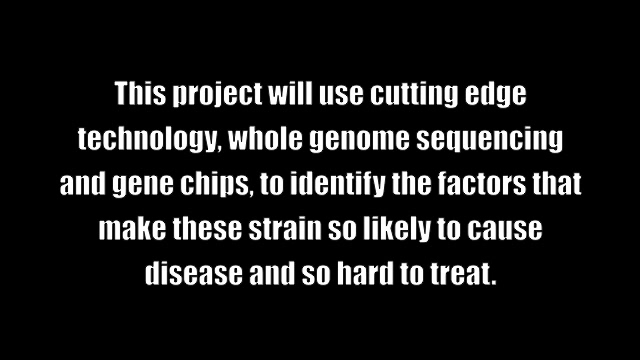 This project will use cutting edge
technology, whole genome sequencing
and gene chips, to identify the factors that
make these strain so likely to cause
disease and so hard to treat.